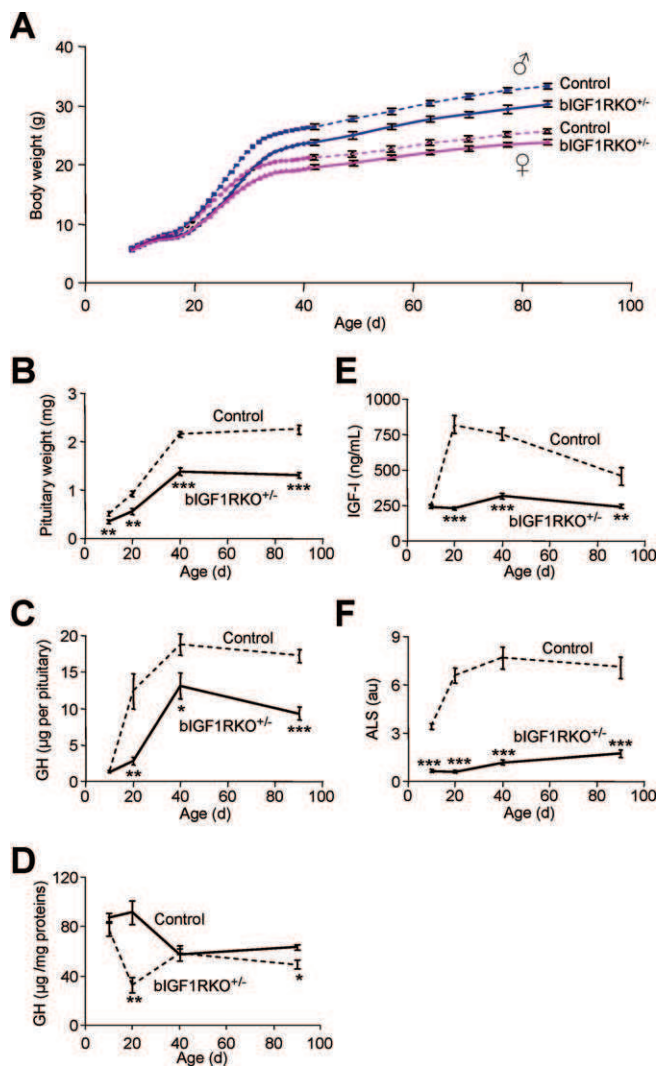 A
Body weight (g)
40
30
20
10
0
0 20 40 60 80 100
Age (d)
♂
Control
bIGF1RKO+/-
Control
bIGF1RKO+/-
♀
B
Pituitary weight (mg)
3
2
1
0
Control
bIGF1RKO+/-
**
**
***
***
0 20 40 60 80 100
Age (d)
E
IGF-I (ng/mL)
1000
750
500
250
0
Control
bIGF1RKO+/-
***
***
**
0 20 40 60 80 100
Age (d)
C
GH (µg per pituitary)
20
15
10
5
0
Control
bIGF1RKO+/-
**
*
***
0 20 40 60 80 100
Age (d)
F
ALS (au)
9
6
3
0
Control
bIGF1RKO+/-
***
***
***
***
0 20 40 60 80 100
Age (d)
D
GH (µg /mg proteins)
120
80
40
0
Control
bIGF1RKO+/-
**
*
0 20 40 60 80 100
Age (d)